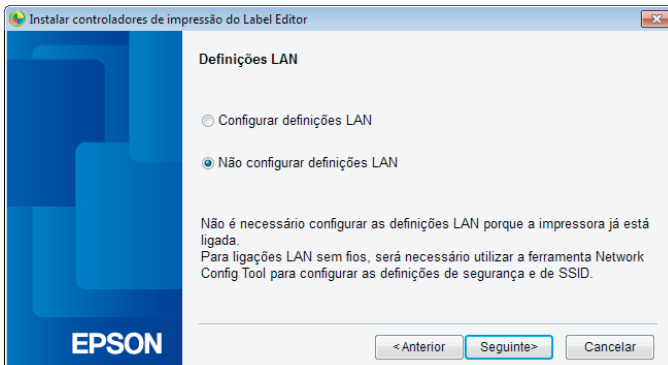 Instalar controladores de impressão do Label Editor
Definições LAN
Configurar definições LAN
Não configurar definições LAN
Não é necessário configurar as definições LAN porque a impressora já está
ligada.
Para ligações LAN sem fios, será necessário utilizar a ferramenta Network
Config Tool para configurar as definições de segurança e de SSID.
EPSON
<Anterior
Seguinte>
Cancelar